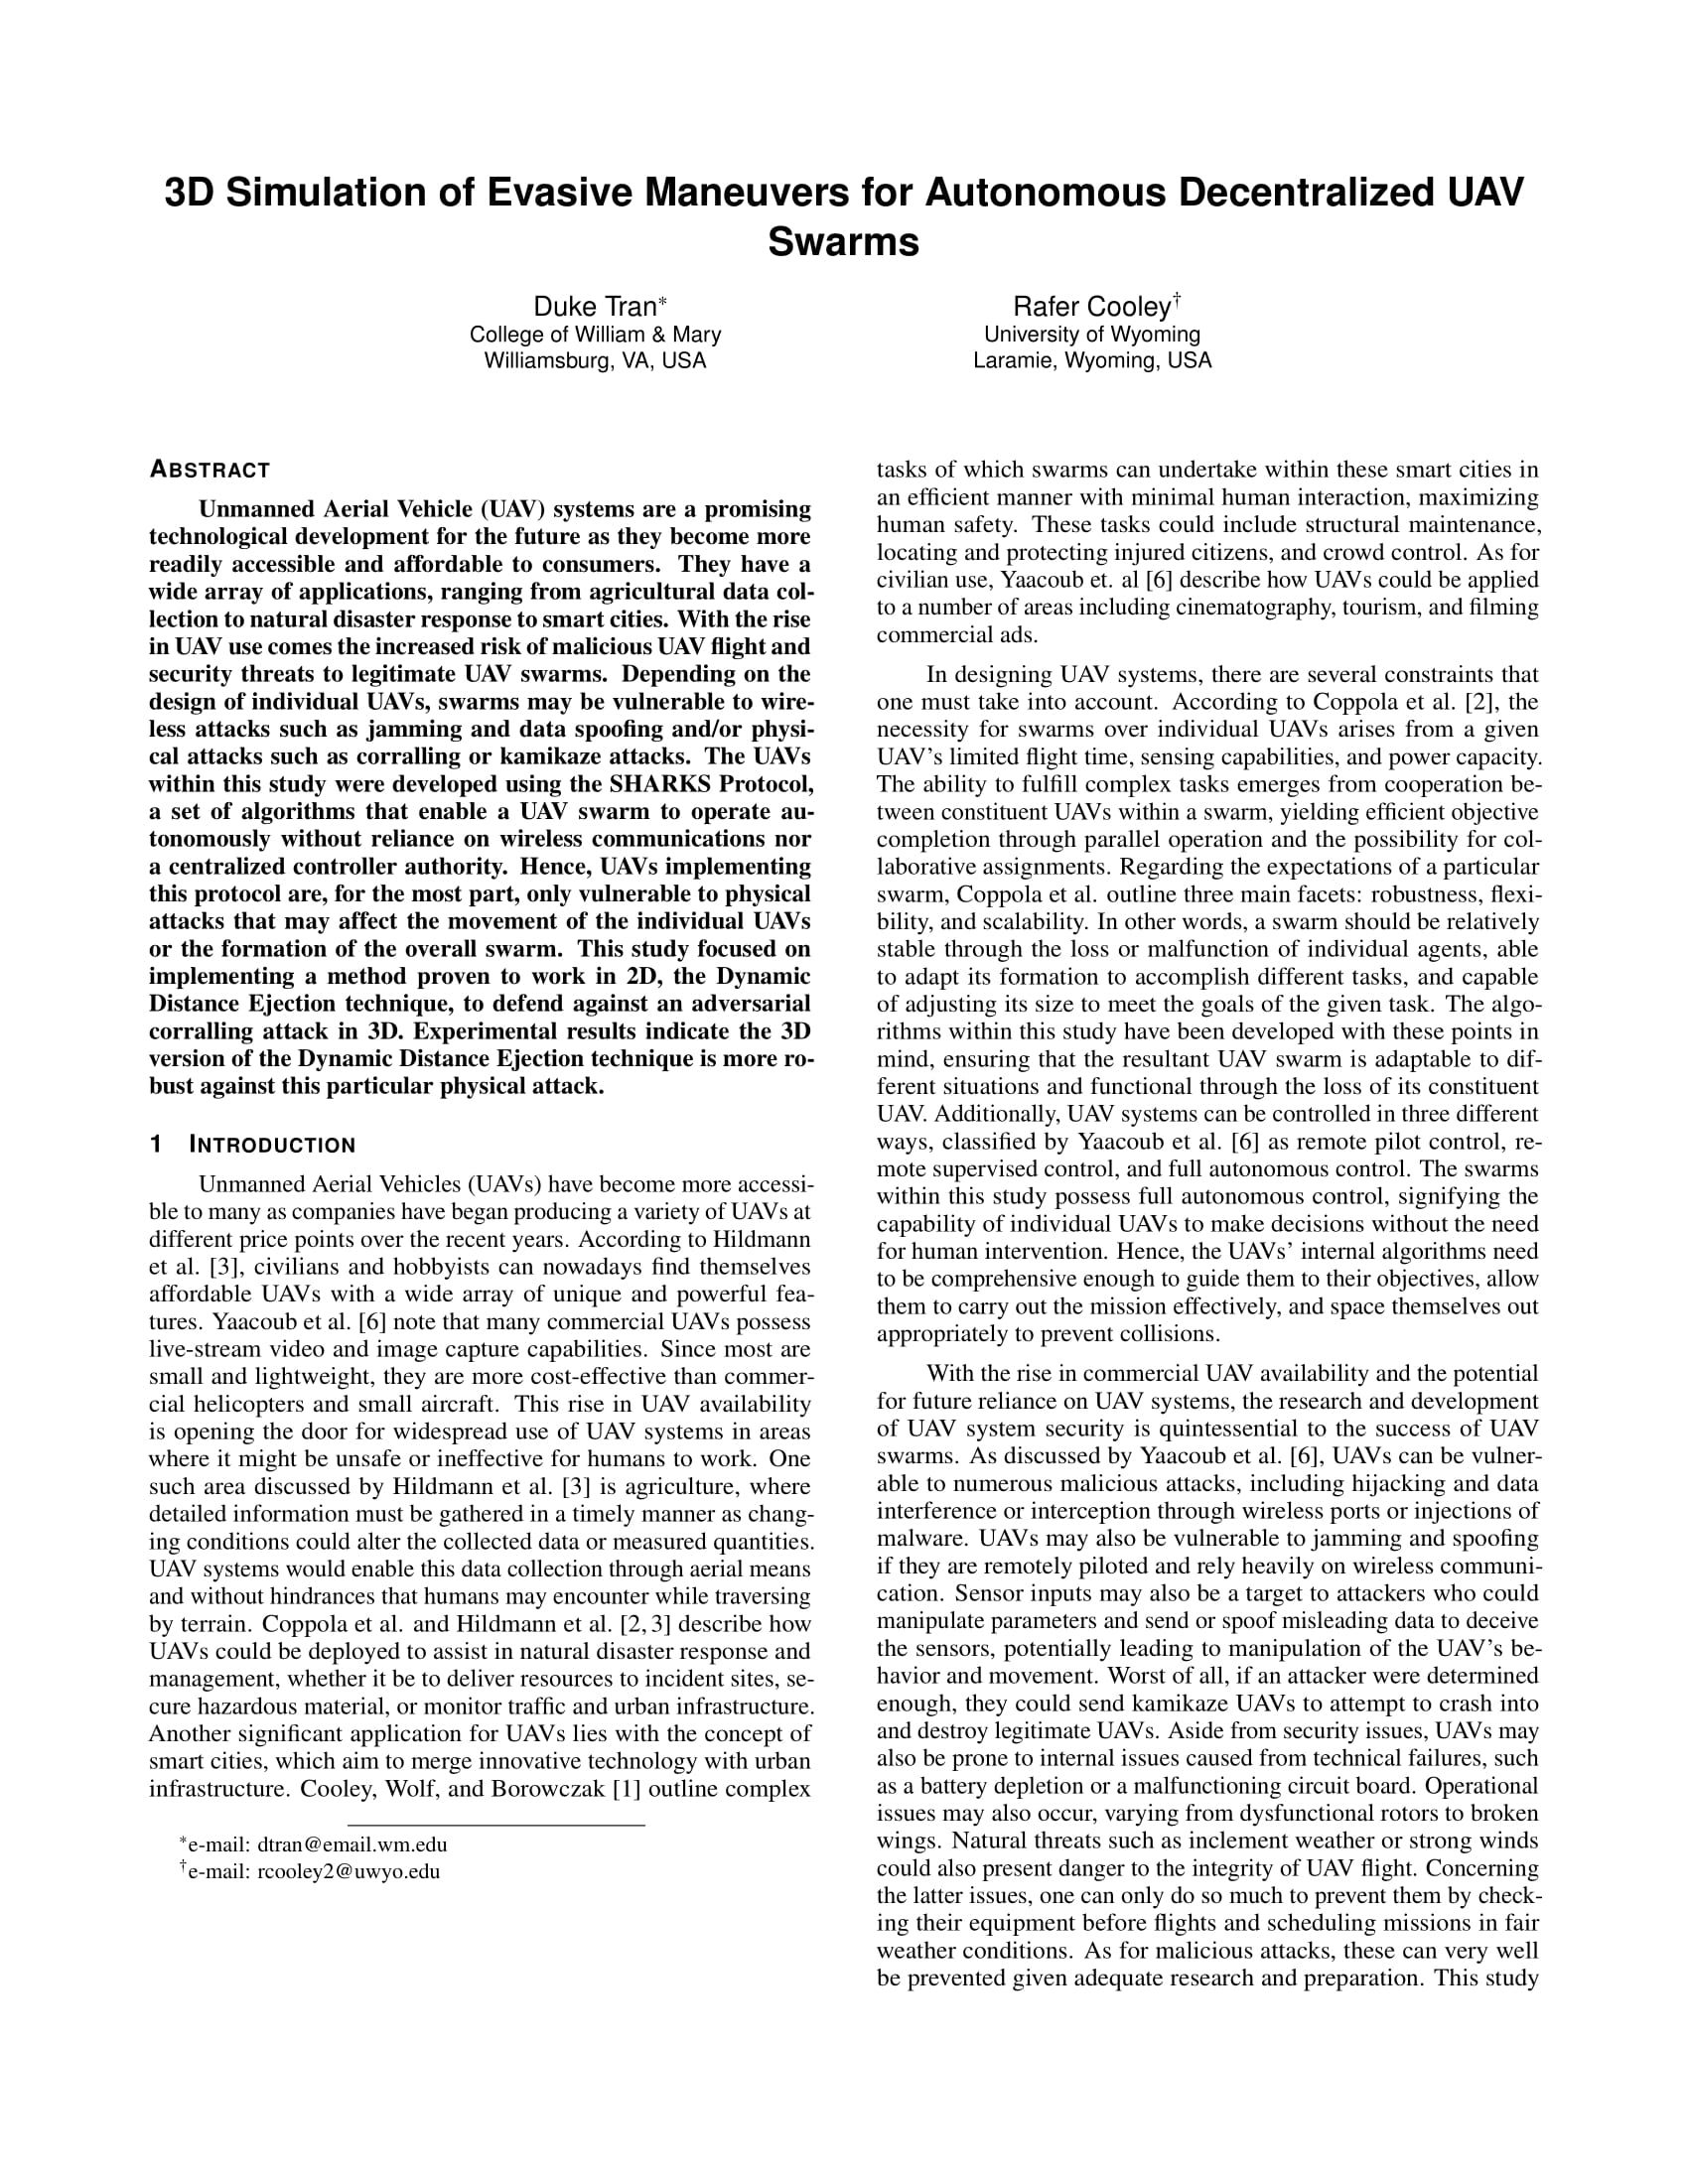 3D Simulation of Evasive Maneuvers for Autonomous Decentralized UAV
Swarms
Duke Tran*
College of William & Mary
Williamsburg, VA, USA
Rafer Cooley†
University of Wyoming
Laramie, Wyoming, USA
ABSTRACT
Unmanned Aerial Vehicle (UAV) systems are a promising
technological development for the future as they become more
readily accessible and affordable to consumers. They have a
wide array of applications, ranging from agricultural data col-
lection to natural disaster response to smart cities. With the rise
in UAV use comes the increased risk of malicious UAV flight and
security threats to legitimate UAV swarms. Depending on the
design of individual UAVs, swarms may be vulnerable to wire-
less attacks such as jamming and data spoofing and/or physi-
cal attacks such as corralling or kamikaze attacks. The UAVs
within this study were developed using the SHARKS Protocol,
a set of algorithms that enable a UAV swarm to operate au-
tonomously without reliance on wireless communications nor
a centralized controller authority. Hence, UAVs implementing
this protocol are, for the most part, only vulnerable to physical
attacks that may affect the movement of the individual UAVs
or the formation of the overall swarm. This study focused on
implementing a method proven to work in 2D, the Dynamic
Distance Ejection technique, to defend against an adversarial
corralling attack in 3D. Experimental results indicate the 3D
version of the Dynamic Distance Ejection technique is more ro-
bust against this particular physical attack.
1 INTRODUCTION
Unmanned Aerial Vehicles (UAVs) have become more accessi-
ble to many as companies have began producing a variety of UAVs at
different price points over the recent years. According to Hildmann
et al. [3], civilians and hobbyists can nowadays find themselves
affordable UAVs with a wide array of unique and powerful fea-
tures. Yaacoub et al. [6] note that many commercial UAVs possess
live-stream video and image capture capabilities. Since most are
small and lightweight, they are more cost-effective than commer-
cial helicopters and small aircraft. This rise in UAV availability
is opening the door for widespread use of UAV systems in areas
where it might be unsafe or ineffective for humans to work. One
such area discussed by Hildmann et al. [3] is agriculture, where
detailed information must be gathered in a timely manner as chang-
ing conditions could alter the collected data or measured quantities.
UAV systems would enable this data collection through aerial means
and without hindrances that humans may encounter while traversing
by terrain. Coppola et al. and Hildmann et al. [2, 3] describe how
UAVs could be deployed to assist in natural disaster response and
management, whether it be to deliver resources to incident sites, se-
cure hazardous material, or monitor traffic and urban infrastructure.
Another significant application for UAVs lies with the concept of
smart cities, which aim to merge innovative technology with urban
infrastructure. Cooley, Wolf, and Borowczak [1] outline complex
*e-mail: dtran@email.wm.edu
†e-mail: rcooley2@uwyo.edu
tasks of which swarms can undertake within these smart cities in
an efficient manner with minimal human interaction, maximizing
human safety. These tasks could include structural maintenance,
locating and protecting injured citizens, and crowd control. As for
civilian use, Yaacoub et. al [6] describe how UAVs could be applied
to a number of areas including cinematography, tourism, and filming
commercial ads.
In designing UAV systems, there are several constraints that
one must take into account. According to Coppola et al. [2], the
necessity for swarms over individual UAVs arises from a given
UAV's limited flight time, sensing capabilities, and power capacity.
The ability to fulfill complex tasks emerges from cooperation be-
tween constituent UAVs within a swarm, yielding efficient objective
completion through parallel operation and the possibility for col-
laborative assignments. Regarding the expectations of a particular
swarm, Coppola et al. outline three main facets: robustness, flexi-
bility, and scalability. In other words, a swarm should be relatively
stable through the loss or malfunction of individual agents, able
to adapt its formation to accomplish different tasks, and capable
of adjusting its size to meet the goals of the given task. The algo-
rithms within this study have been developed with these points in
mind, ensuring that the resultant UAV swarm is adaptable to dif-
ferent situations and functional through the loss of its constituent
UAV. Additionally, UAV systems can be controlled in three different
ways, classified by Yaacoub et al. [6] as remote pilot control, re-
mote supervised control, and full autonomous control. The swarms
within this study possess full autonomous control, signifying the
capability of individual UAVs to make decisions without the need
for human intervention. Hence, the UAVs' internal algorithms need
to be comprehensive enough to guide them to their objectives, allow
them to carry out the mission effectively, and space themselves out
appropriately to prevent collisions.
With the rise in commercial UAV availability and the potential
for future reliance on UAV systems, the research and development
of UAV system security is quintessential to the success of UAV
swarms. As discussed by Yaacoub et al. [6], UAVs can be vulner-
able to numerous malicious attacks, including hijacking and data
interference or interception through wireless ports or injections of
malware. UAVs may also be vulnerable to jamming and spoofing
if they are remotely piloted and rely heavily on wireless communi-
cation. Sensor inputs may also be a target to attackers who could
manipulate parameters and send or spoof misleading data to deceive
the sensors, potentially leading to manipulation of the UAV's be-
havior and movement. Worst of all, if an attacker were determined
enough, they could send kamikaze UAVs to attempt to crash into
and destroy legitimate UAVs. Aside from security issues, UAVs may
also be prone to internal issues caused from technical failures, such
as a battery depletion or a malfunctioning circuit board. Operational
issues may also occur, varying from dysfunctional rotors to broken
wings. Natural threats such as inclement weather or strong winds
could also present danger to the integrity of UAV flight. Concerning
the latter issues, one can only do so much to prevent them by check-
ing their equipment before flights and scheduling missions in fair
weather conditions. As for malicious attacks, these can very well
be prevented given adequate research and preparation. This study